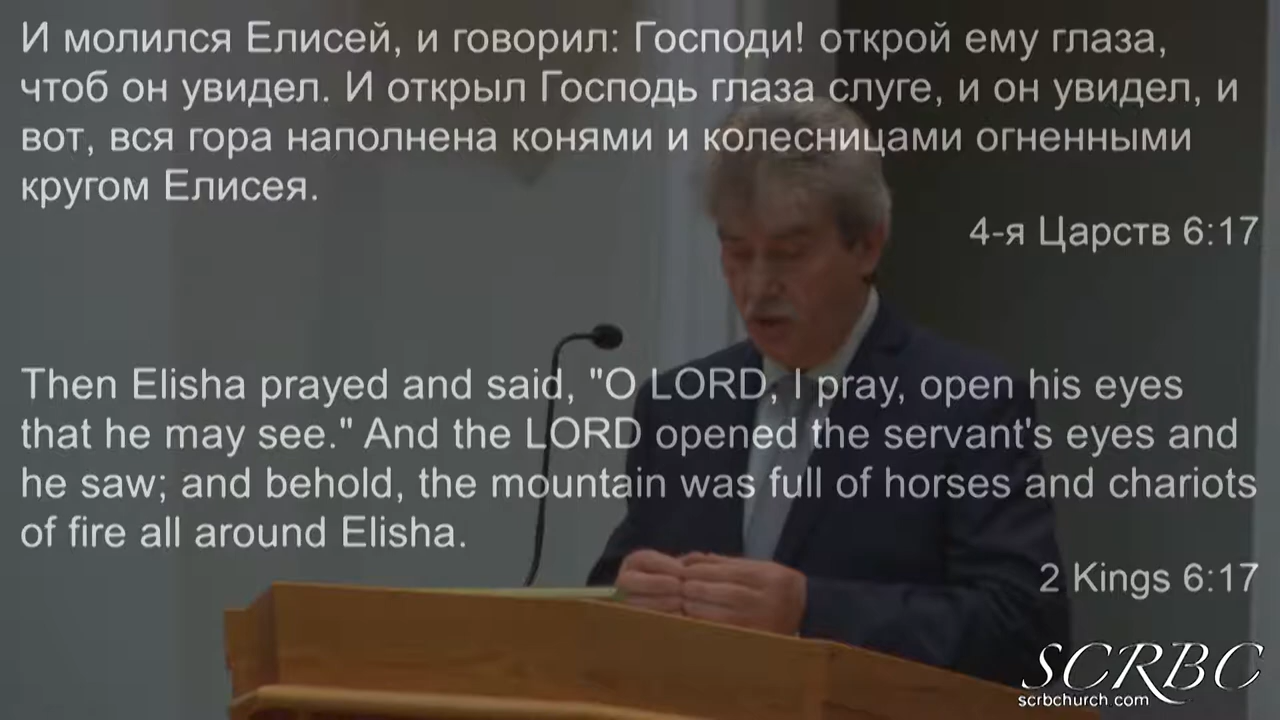 И молился Елисей, и говорил: Господи! открой ему глаза,
чтоб он увидел. И открыл Господь глаза слуге, и он увидел, и
вот, вся гора наполнена конями и колесницами огненными
кругом Елисея.
4-я Царств 6:17
Then Elisha prayed and said, "O LORD, I pray, open his eyes
that he may see." And the LORD opened the servant's eyes and
he saw; and behold, the mountain was full of horses and chariots
of fire all around Elisha.
2 Kings 6:17
SCRBC
scrbchurch.com